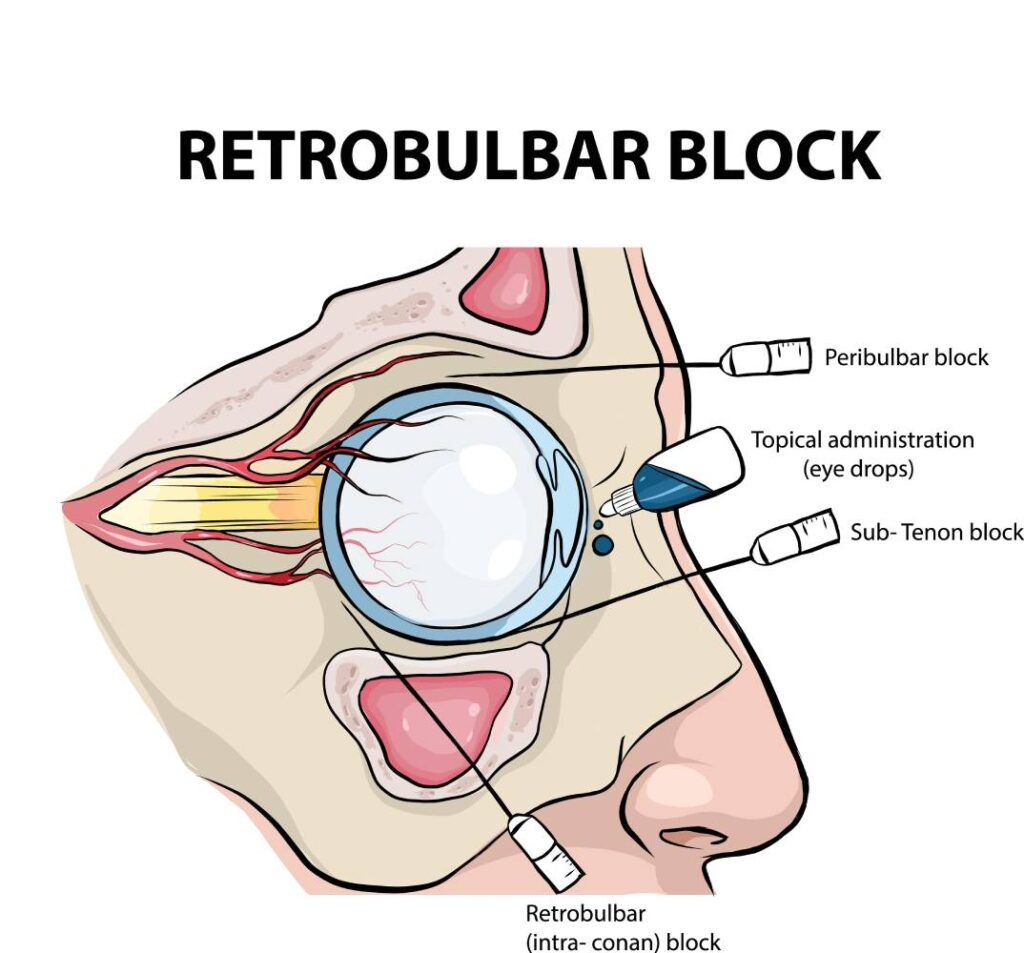 RETROBULBAR BLOCK
Peribulbar block
Topical administration
(eye drops)
Sub- Tenon block
Retrobulbar
(intra- conan) block